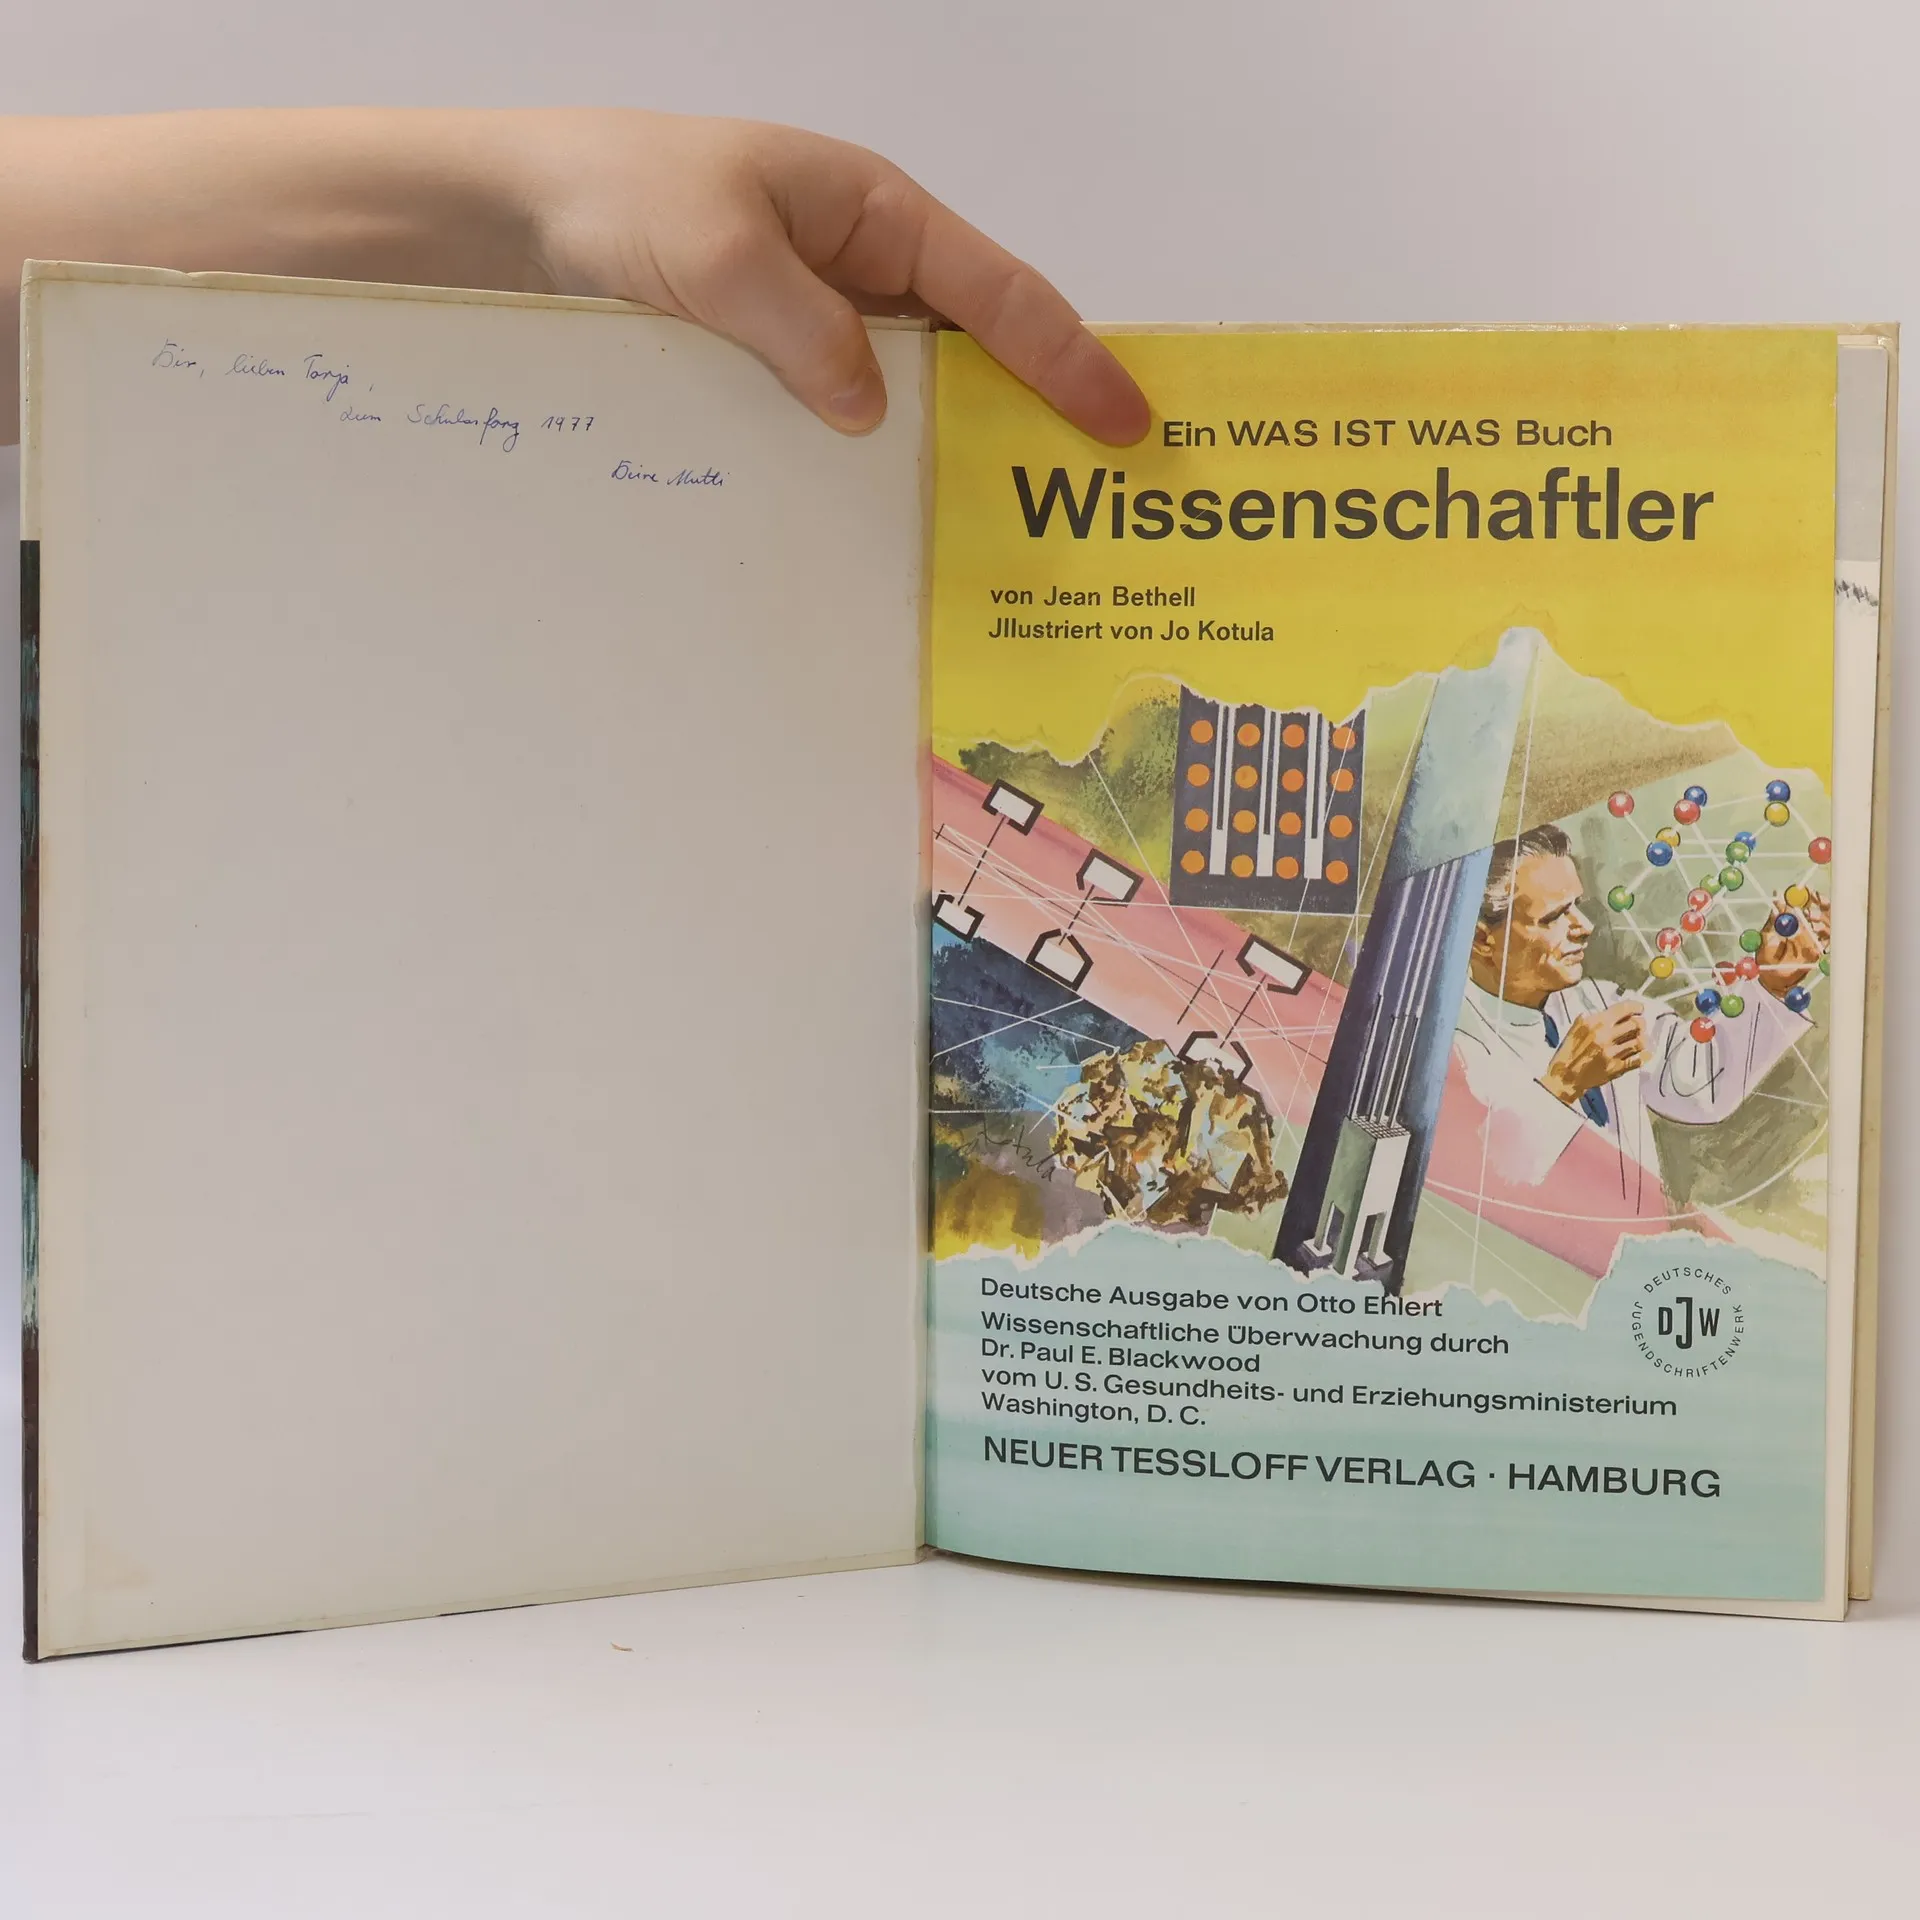 Dir, lieben Tanja,
zum Schulanfang 1977
Deine Mutti
Ein WAS IST WAS Buch
Wissenschaftler
von Jean Bethell
JIlustriert von Jo Kotula
Kotula
Deutsche Ausgabe von Otto Ehlert
Wissenschaftliche Überwachung durch
Dr. Paul E. Blackwood
vom U. S. Gesundheits- und Erziehungsministerium
Washington, D. C.
NEUER TESSLOFF VERLAG · HAMBURG
DEUTSCHES JUGENDSCHRIFTENWERK
DJW